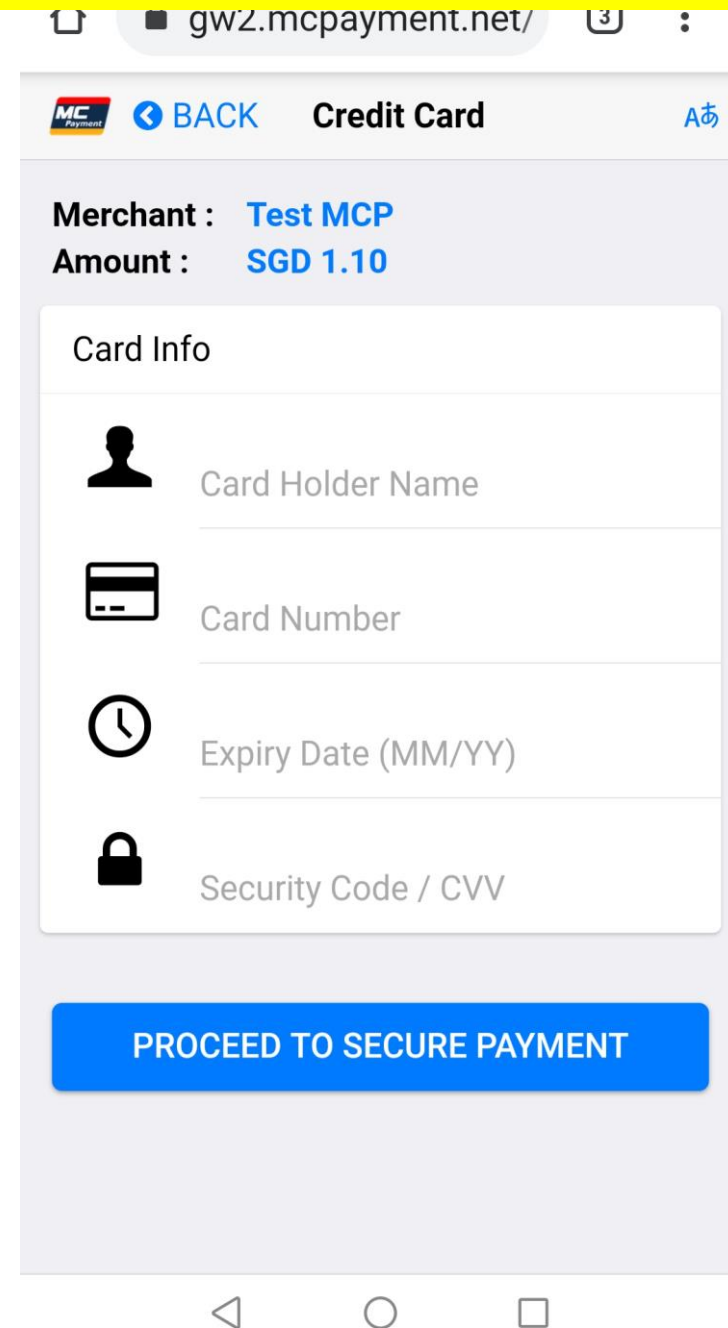 gw2.mcpayment.net/ 3
MC Payment BACK Credit Card Aあ
Merchant : Test MCP
Amount : SGD 1.10
Card Info
Card Holder Name
Card Number
Expiry Date (MM/YY)
Security Code / CVV
PROCEED TO SECURE PAYMENT